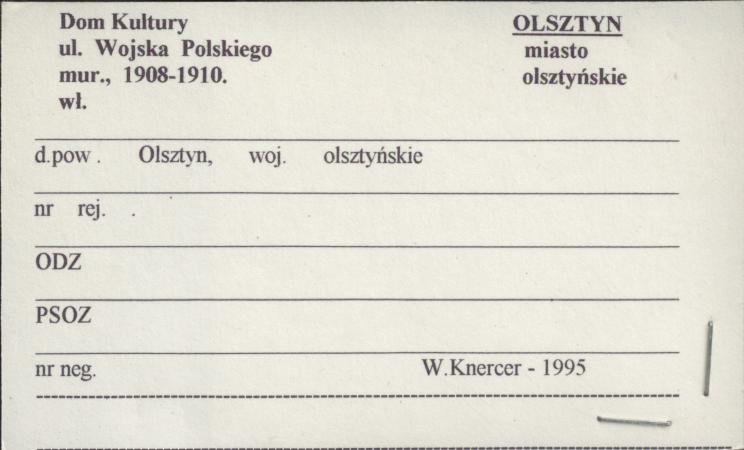 Dom Kultury
ul. Wojska Polskiego
mur., 1908-1910.
wł.
OLSZTYN
miasto
olsztyńskie
d.pow . Olsztyn, woj. olsztyńskie
nr rej. .
ODZ
PSOZ
nr neg. W.Knercer - 1995